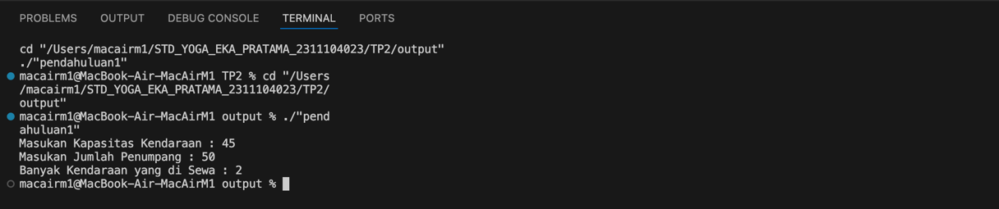 PROBLEMS OUTPUT DEBUG CONSOLE TERMINAL PORTS
cd "/Users/macairm1/STD_YOGA_EKA_PRATAMA_2311104023/TP2/output"
./"pendahuluan1"
macairm1@MacBook-Air-MacAirM1 TP2 % cd "/Users
/macairm1/STD_YOGA_EKA_PRATAMA_2311104023/TP2/
output"
macairm1@MacBook-Air-MacAirM1 output % ./"pend
ahuluan1"
Masukan Kapasitas Kendaraan : 45
Masukan Jumlah Penumpang : 50
Banyak Kendaraan yang di Sewa : 2
macairm1@MacBook-Air-MacAirM1 output %